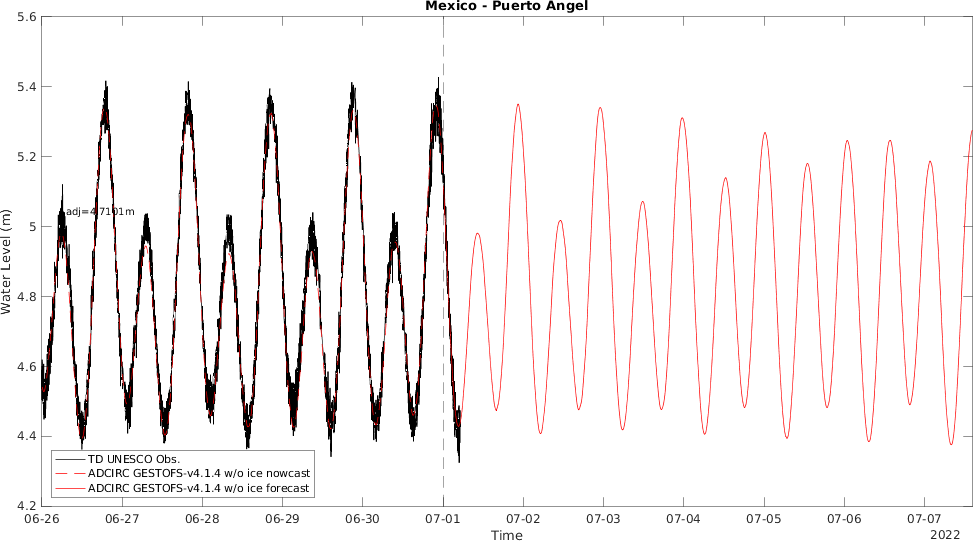 Mexico - Puerto Angel
5.6
5.4
5.2
5
4.8
4.6
4.4
4.2
Water Level (m)
adj=4.7101m
TD UNESCO Obs.
ADCIRC GESTOFS-v4.1.4 w/o ice nowcast
ADCIRC GESTOFS-v4.1.4 w/o ice forecast
06-26 06-27 06-28 06-29 06-30 07-01 07-02 07-03 07-04 07-05 07-06 07-07
Time
2022